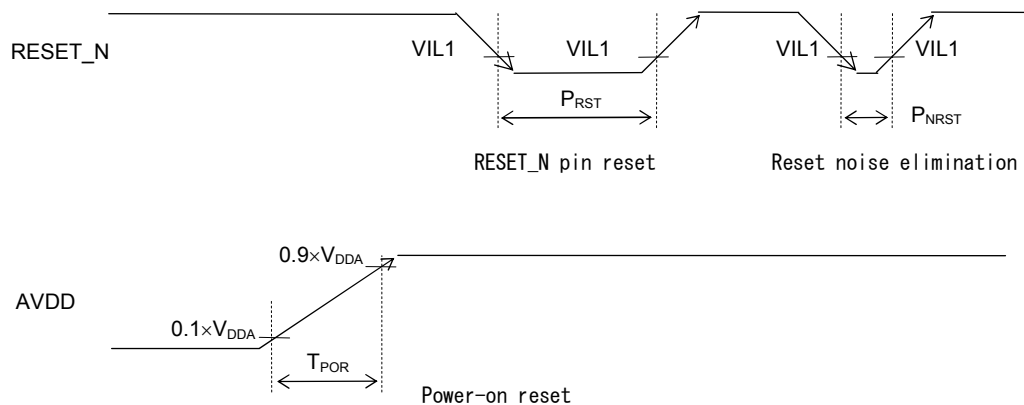 RESET_N
VIL1
VIL1
VIL1
VIL1
PRST
PNRST
RESET_N pin reset
Reset noise elimination
0.9×VDDA
AVDD
0.1×VDDA
TPOR
Power-on reset